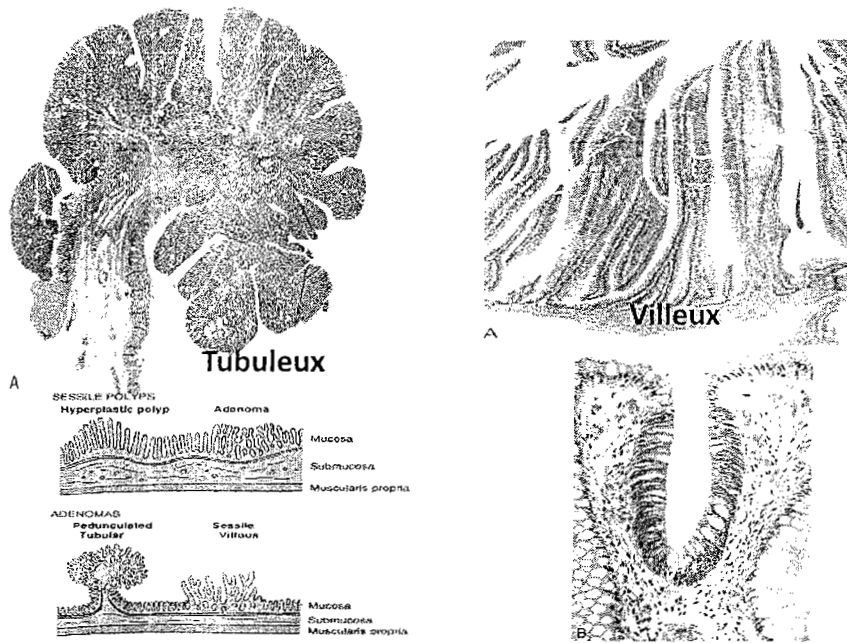 Tubuleux
A
SESSILE POLYPS
Hyperplastic polyp
Adenoma
Mucosa
Submucosa
Muscularis propria
ADENOMAS
Pedunculated
Tubular
Sessile
Villous
Mucosa
Submucosa
Muscularis propria
Villeux
A
B